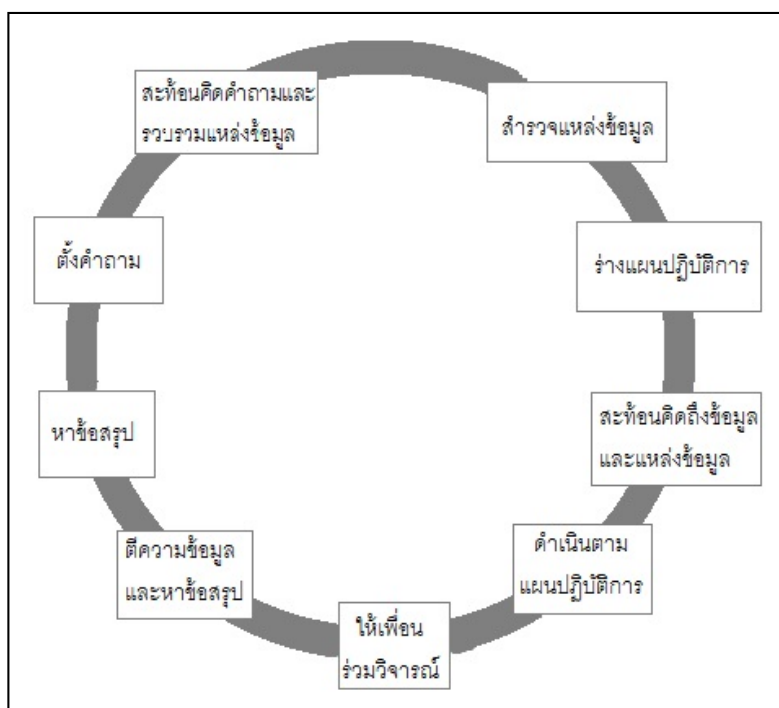 สะท้อนคิดคำถามและ
รวบรวมแหล่งข้อมูล
สำรวจแหล่งข้อมูล
ตั้งคำถาม
ร่างแผนปฏิบัติการ
หาข้อสรุป
สะท้อนคิดถึงข้อมูล
และแหล่งข้อมูล
ตีความข้อมูล
และหาข้อสรุป
ดำเนินตาม
แผนปฏิบัติการ
ให้เพื่อน
ร่วมวิจารณ์